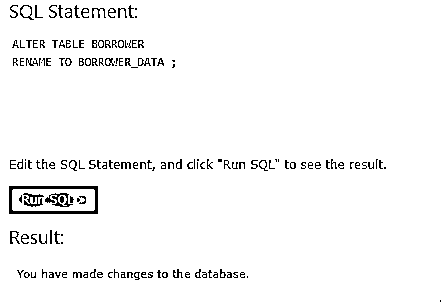 SQL Statement:
ALTER TABLE BORROWER
RENAME TO BORROWER_DATA ;
Edit the SQL Statement, and click "Run SQL" to see the result.
Run SQL »
Result:
You have made changes to the database.